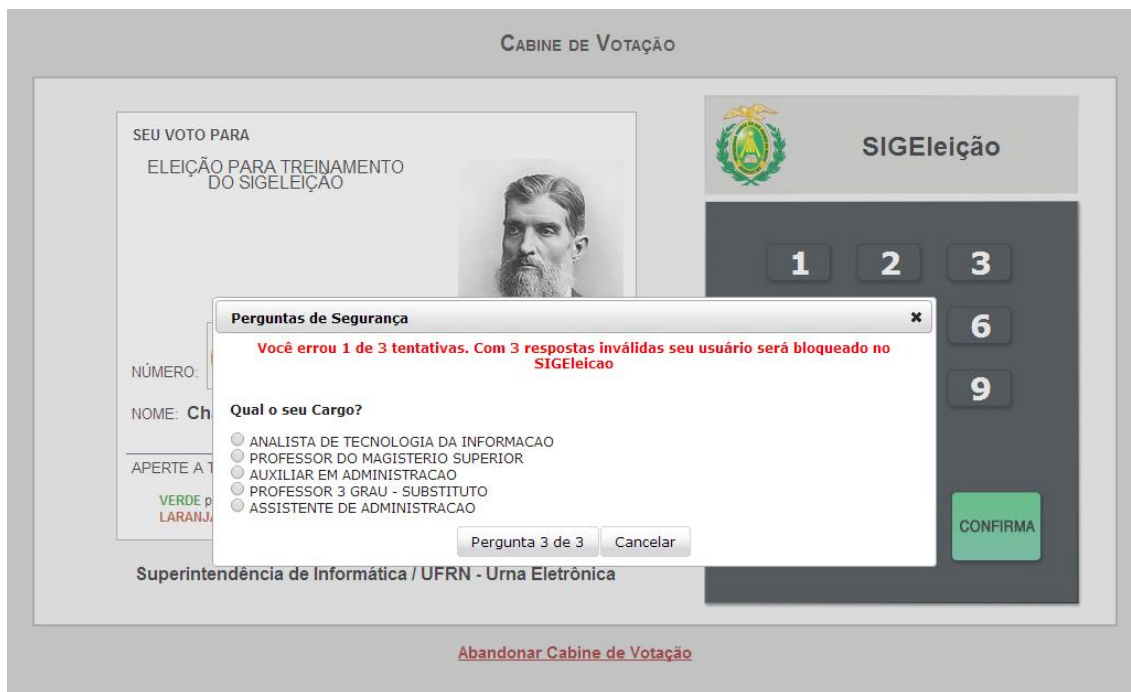 CABINE DE VOTAÇÃO
SEU VOTO PARA
ELEIÇÃO PARA TREINAMENTO
DO SIGELEIÇÃO
SIGEleição
1 2 3
6
9
Perguntas de Segurança
Você errou 1 de 3 tentativas. Com 3 respostas inválidas seu usuário será bloqueado no
SIGEleicao
NÚMERO:
NOME: Ch
Qual o seu Cargo?
ANALISTA DE TECNOLOGIA DA INFORMACAO
PROFESSOR DO MAGISTERIO SUPERIOR
AUXILIAR EM ADMINISTRACAO
PROFESSOR 3 GRAU - SUBSTITUTO
ASSISTENTE DE ADMINISTRACAO
APERTE A T
VERDE p
LARANJA
Pergunta 3 de 3 Cancelar
CONFIRMA
Superintendência de Informática / UFRN - Urna Eletrônica
Abandonar Cabine de Votação